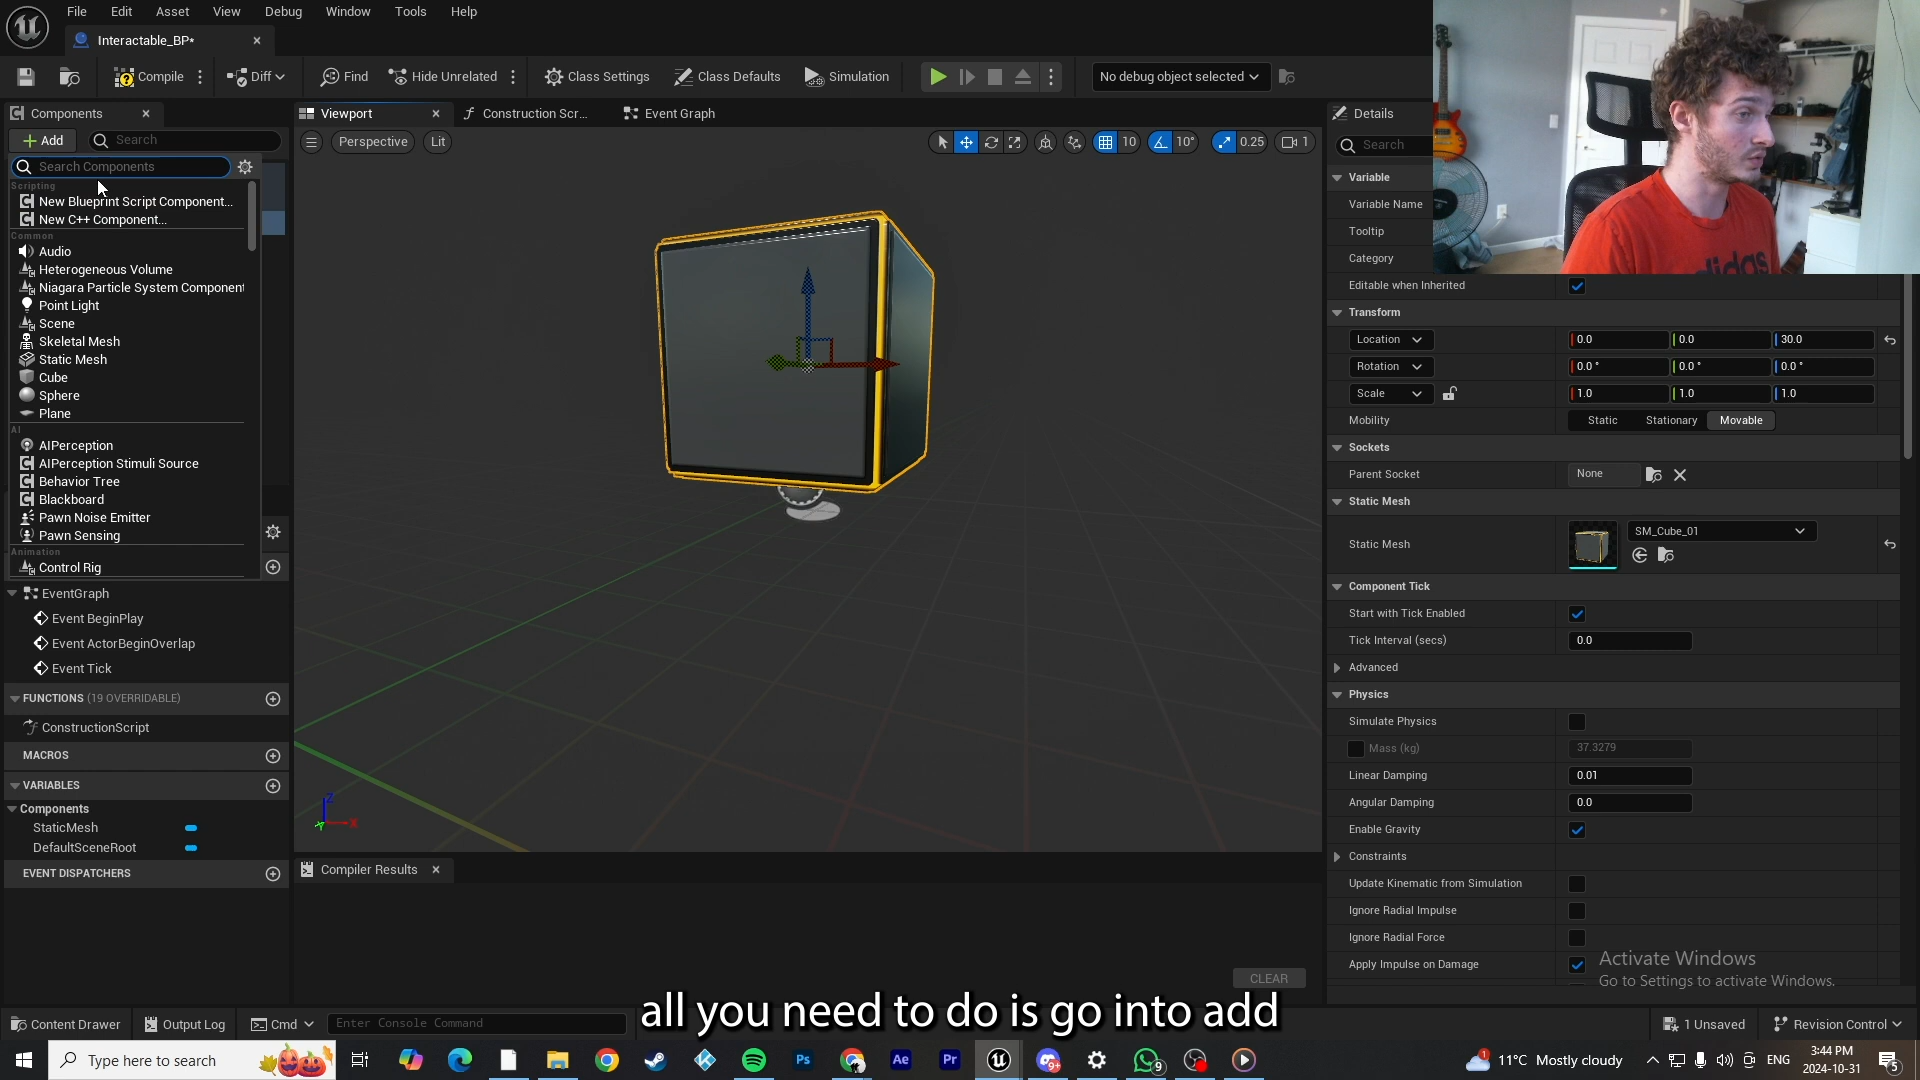 File Edit Asset View Debug Window Tools Help
Interactable_BP*
Compile Diff Find Hide Unrelated Class Settings Class Defaults Simulation No debug object selected
Components
Add Search
Search Components
Scripting
New Blueprint Script Component...
New C++ Component...
Common
Audio
Heterogeneous Volume
Niagara Particle System Component
Point Light
Scene
Skeletal Mesh
Static Mesh
Cube
Sphere
Plane
AI
AIPerception
AIPerception Stimuli Source
Behavior Tree
Blackboard
Pawn Noise Emitter
Pawn Sensing
Animation
Control Rig
EventGraph
Event BeginPlay
Event ActorBeginOverlap
Event Tick
FUNCTIONS (19 OVERRIDABLE)
ConstructionScript
MACROS
VARIABLES
Components
StaticMesh
DefaultSceneRoot
EVENT DISPATCHERS
Viewport Construction Scr... Event Graph
Perspective Lit 10 10° 0.25 1
Z
X
Y
Compiler Results
CLEAR
Details
Search
Variable
Variable Name
Tooltip
Category
Editable when Inherited
Transform
Location 0.0 0.0 30.0
Rotation 0.0 ° 0.0 ° 0.0 °
Scale 1.0 1.0 1.0
Mobility Static Stationary Movable
Sockets
Parent Socket None
Static Mesh
Static Mesh SM_Cube_01
Component Tick
Start with Tick Enabled
Tick Interval (secs) 0.0
Advanced
Physics
Simulate Physics
Mass (kg) 37.3279
Linear Damping 0.01
Angular Damping 0.0
Enable Gravity
Constraints
Update Kinematic from Simulation
Ignore Radial Impulse
Ignore Radial Force
Apply Impulse on Damage
Activate Windows
Go to Settings to activate Windows.
adidas
all you need to do is go into add
Content Drawer Output Log Cmd Enter Console Command 1 Unsaved Revision Control
Type here to search Ps Ae Pr 9+ 9 1 11°C Mostly cloudy ENG 3:44 PM 2024-10-31 5